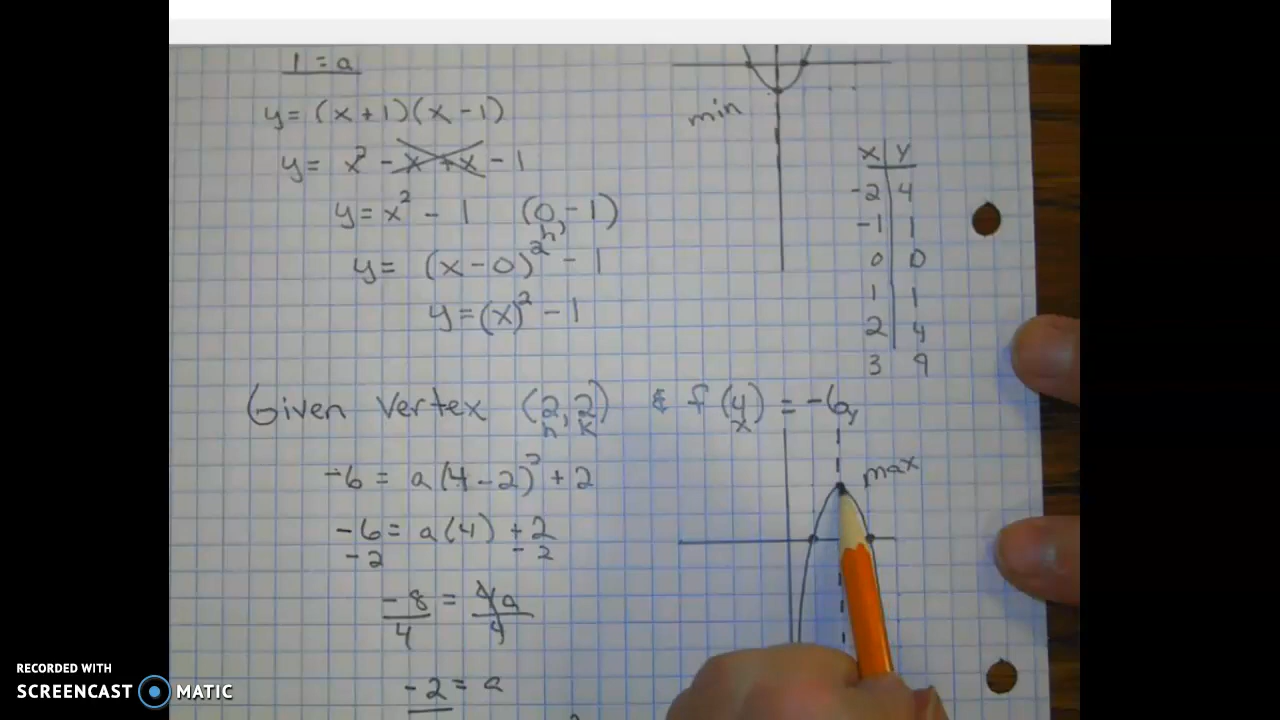 1 = a
y = (x + 1)(x - 1)
y = x² - x + x - 1
y = x² - 1 (0, -1)
h
y = (x - 0)² - 1
y = (x)² - 1
min
x y
-2 4
-1 1
0 0
1 1
2 4
3 9
Given Vertex (2, 2) & f(4) = -6
h k x y
-6 = a(4 - 2)² + 2
-6 = a(4) + 2
-2 - 2
-8 = 4a
4 4
-2 = a
max
RECORDED WITH
SCREENCAST MATIC